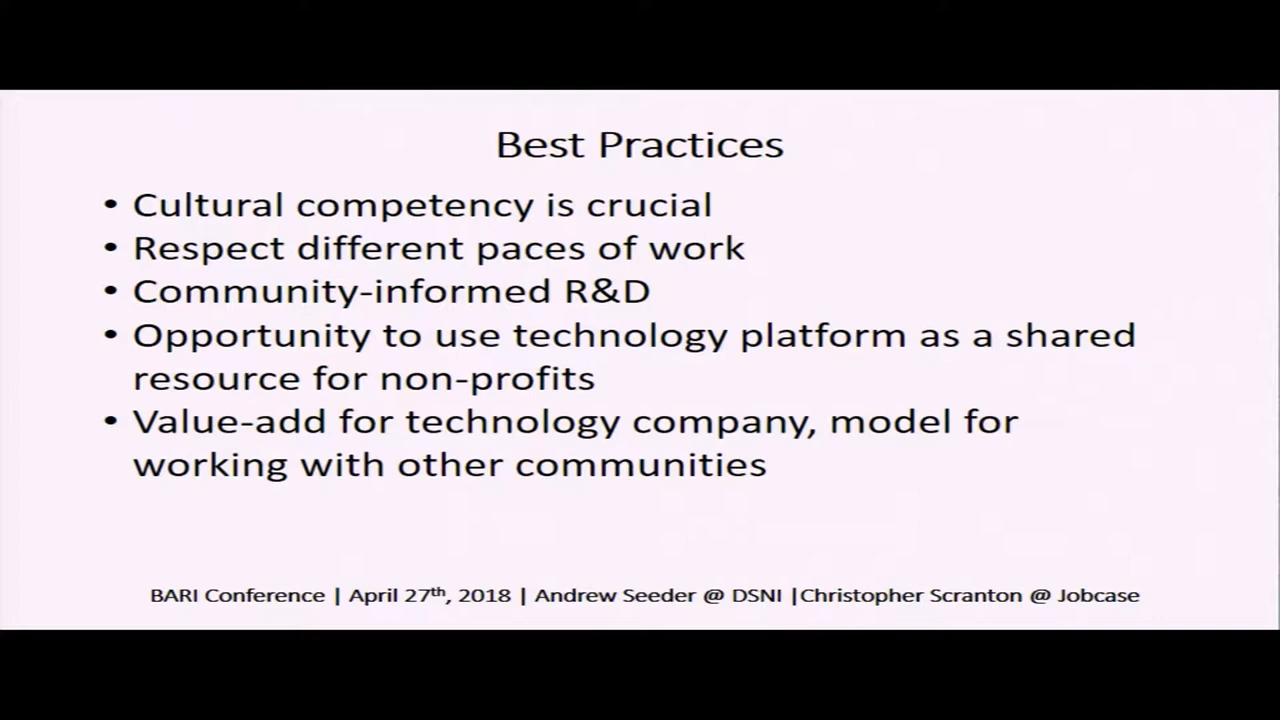 Best Practices
• Cultural competency is crucial
• Respect different paces of work
• Community-informed R&D
• Opportunity to use technology platform as a shared
resource for non-profits
• Value-add for technology company, model for
working with other communities
BARI Conference | April 27th, 2018 | Andrew Seeder @ DSNI |Christopher Scranton @ Jobcase